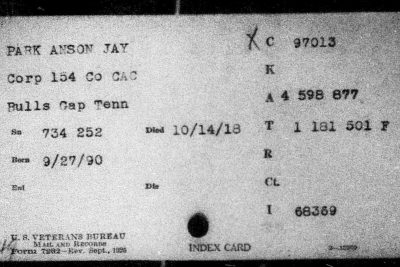 PARK ANSON JAY X C 97013
Corp 154 Co CAC K
Bulls Gap Tenn A 4 598 877
Sn 734 252 Died 10/14/18 T 1 181 501 F
Born 9/27/90 R
Enl Dis CL
I 68369
U. S. VETERANS BUREAU
MAIL AND RECORDS
Form 7202—Rev. Sept., 1926
INDEX CARD